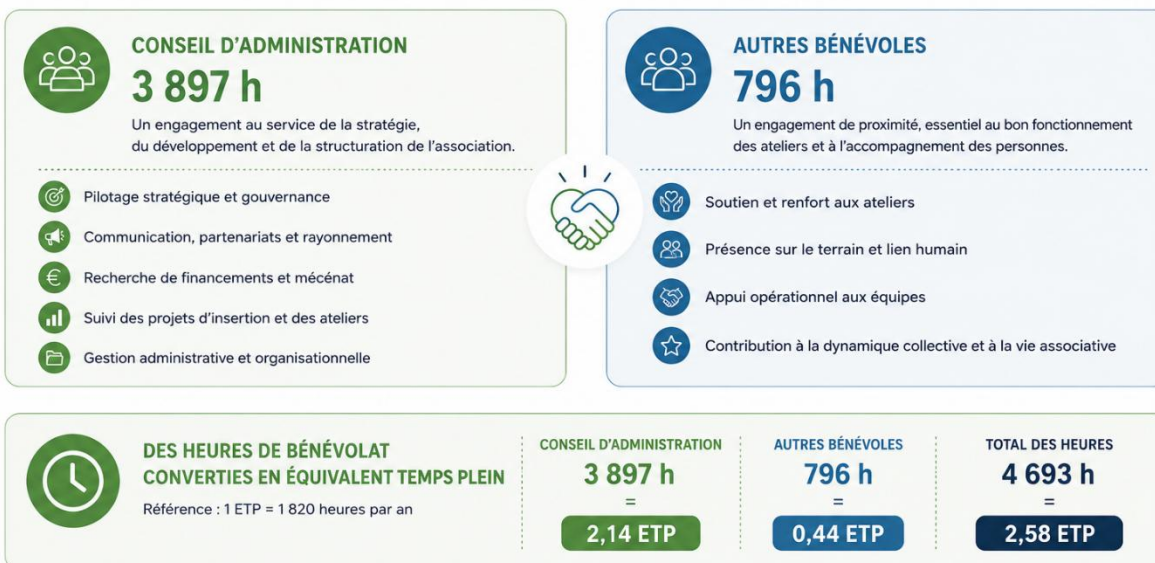 CONSEIL D’ADMINISTRATION
3 897 h
Un engagement au service de la stratégie,
du développement et de la structuration de l’association.
Pilotage stratégique et gouvernance
Communication, partenariats et rayonnement
€
Recherche de financements et mécénat
Suivi des projets d’insertion et des ateliers
Gestion administrative et organisationnelle
AUTRES BÉNÉVOLES
796 h
Un engagement de proximité, essentiel au bon fonctionnement
des ateliers et à l’accompagnement des personnes.
Soutien et renfort aux ateliers
Présence sur le terrain et lien humain
Appui opérationnel aux équipes
Contribution à la dynamique collective et à la vie associative
DES HEURES DE BÉNÉVOLAT
CONVERTIES EN ÉQUIVALENT TEMPS PLEIN
Référence : 1 ETP = 1 820 heures par an
CONSEIL D’ADMINISTRATION
3 897 h
=
2,14 ETP
AUTRES BÉNÉVOLES
796 h
=
0,44 ETP
TOTAL DES HEURES
4 693 h
=
2,58 ETP